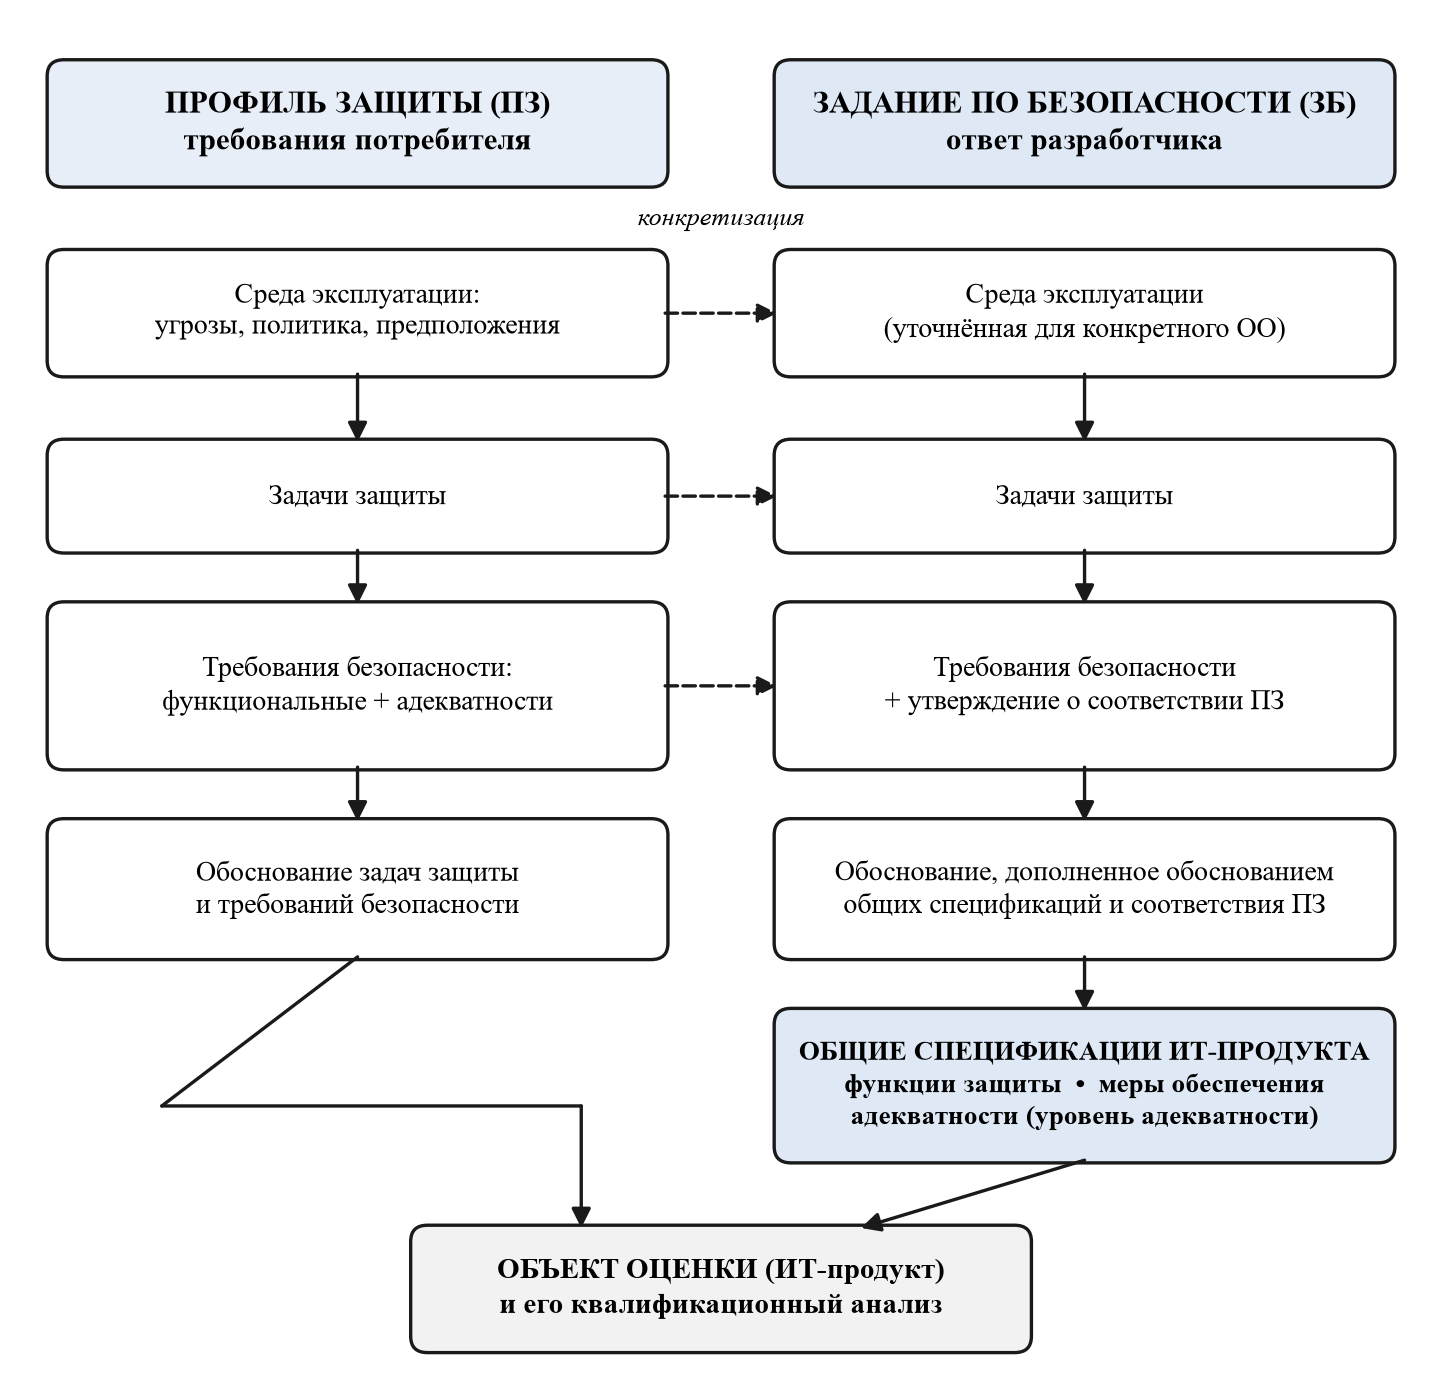 ПРОФИЛЬ ЗАЩИТЫ (ПЗ)
требования потребителя
ЗАДАНИЕ ПО БЕЗОПАСНОСТИ (ЗБ)
ответ разработчика
конкретизация
Среда эксплуатации:
угрозы, политика, предположения
Среда эксплуатации
(уточнённая для конкретного ОО)
Задачи защиты
Задачи защиты
Требования безопасности:
функциональные + адекватности
Требования безопасности
+ утверждение о соответствии ПЗ
Обоснование задач защиты
и требований безопасности
Обоснование, дополненное обоснованием
общих спецификаций и соответствия ПЗ
ОБЩИЕ СПЕЦИФИКАЦИИ ИТ-ПРОДУКТА
функции защиты • меры обеспечения
адекватности (уровень адекватности)
ОБЪЕКТ ОЦЕНКИ (ИТ-продукт)
и его квалификационный анализ